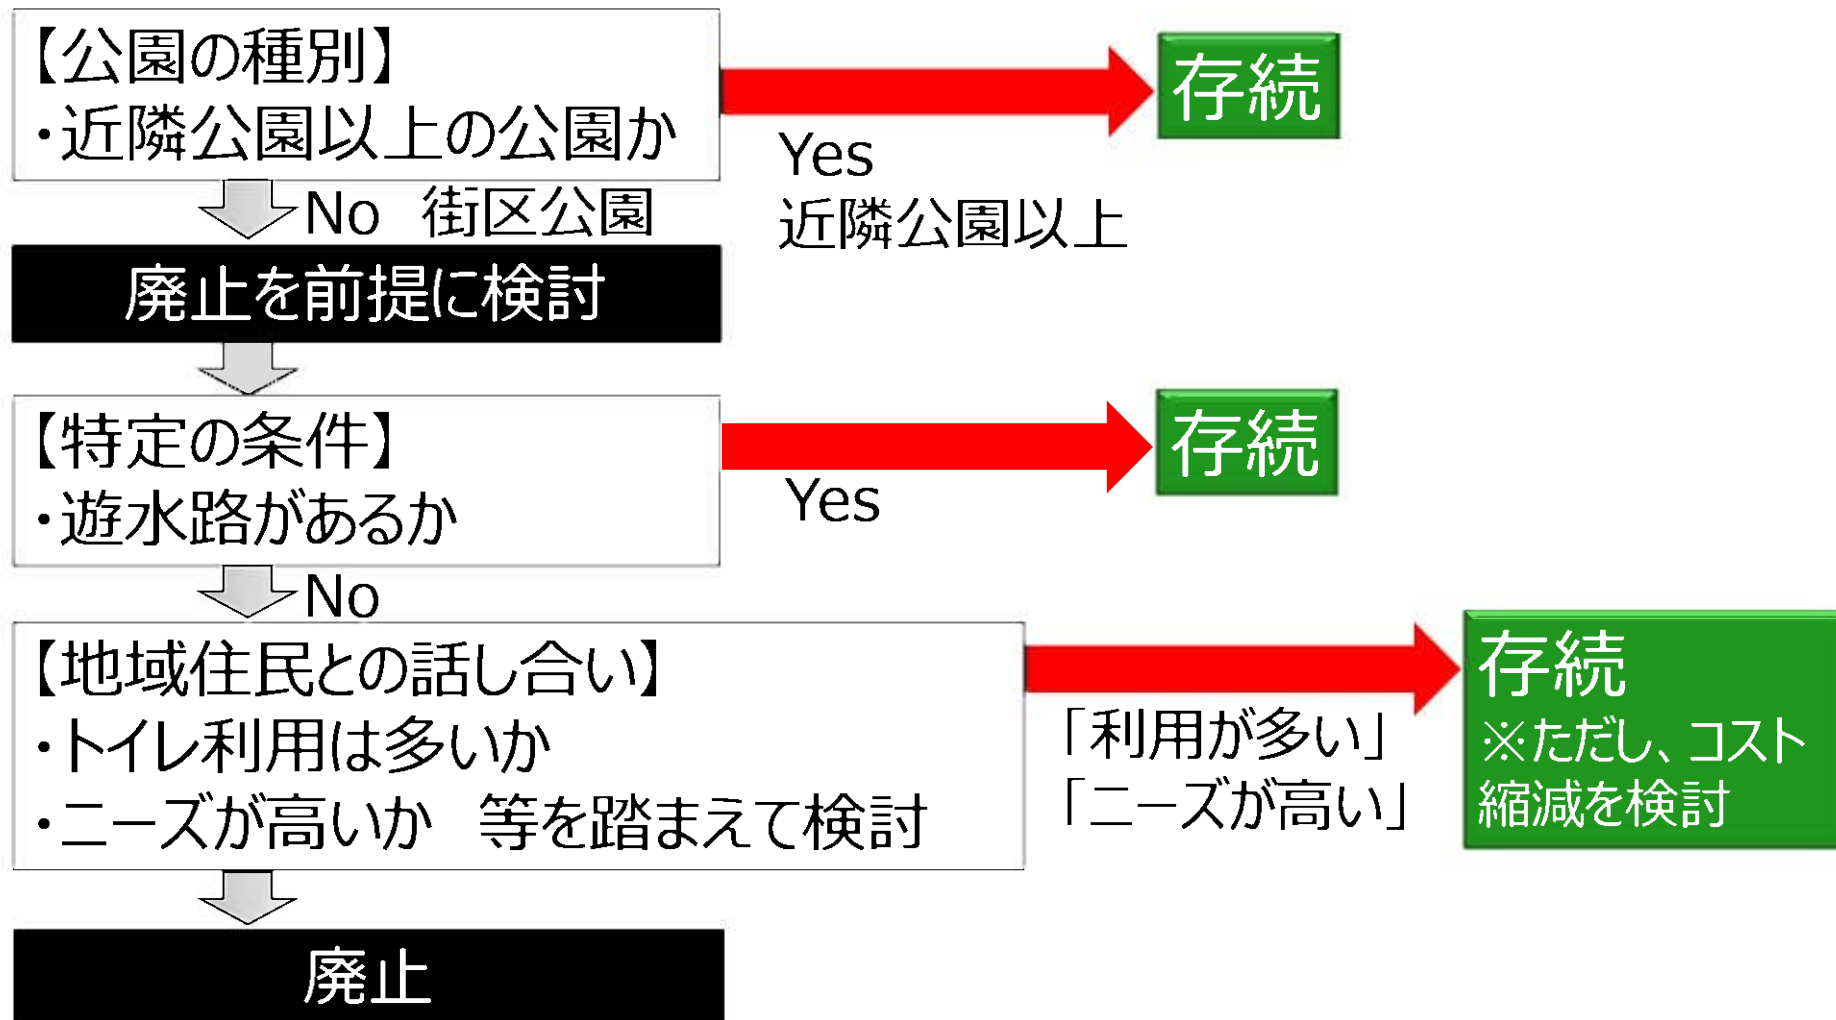 【公園の種別】
・近隣公園以上の公園か
存続
Yes
近隣公園以上
No 街区公園
廃止を前提に検討
【特定の条件】
・遊水路があるか
存続
Yes
No
【地域住民との話し合い】
・トイレ利用は多いか
・ニーズが高いか 等を踏まえて検討
「利用が多い」
「ニーズが高い」
存続
※ただし、コスト
縮減を検討
廃止